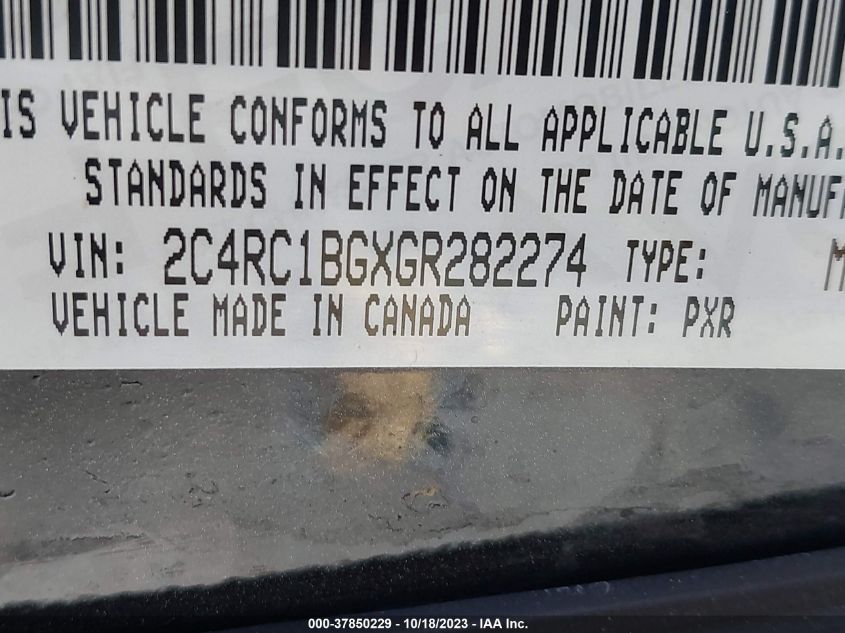 IS VEHICLE CONFORMS TO ALL APPLICABLE U.S.A.
STANDARDS IN EFFECT ON THE DATE OF MANUF
VIN: 2C4RC1BGXGR282274 TYPE: M
VEHICLE MADE IN CANADA PAINT: PXR
000-37850229 - 10/18/2023 - IAA Inc.